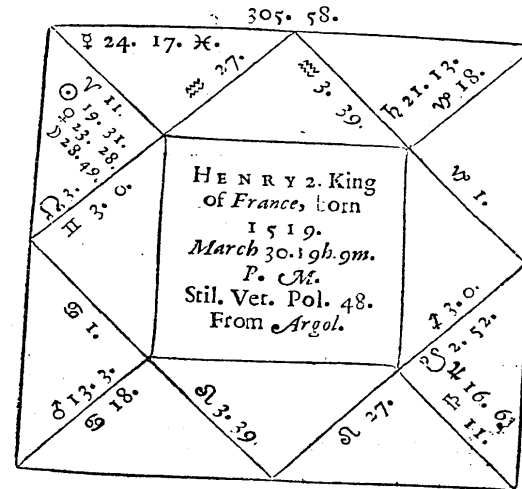 305. 58.
☿ 24. 17. ♓.
♒ 27.
♒ 3. 39.
♄ 21. 13.
♑ 18.
♈ 11.
☉ 19. 31.
♀ 23. 28.
☽ 28. 49.
☊ 3.
♊ 3. 0.
♑ 1.
HENRY 2. King
of France, born
1519.
March 30. 19h. 9m.
P. M.
Stil. Vet. Pol. 48.
From Argol.
♋ 1.
♂ 13. 3.
♋ 18.
♌ 3. 39.
♌ 27.
♐ 3. 0.
☋ 2. 52.
♃ 16. 6
♎ 11.